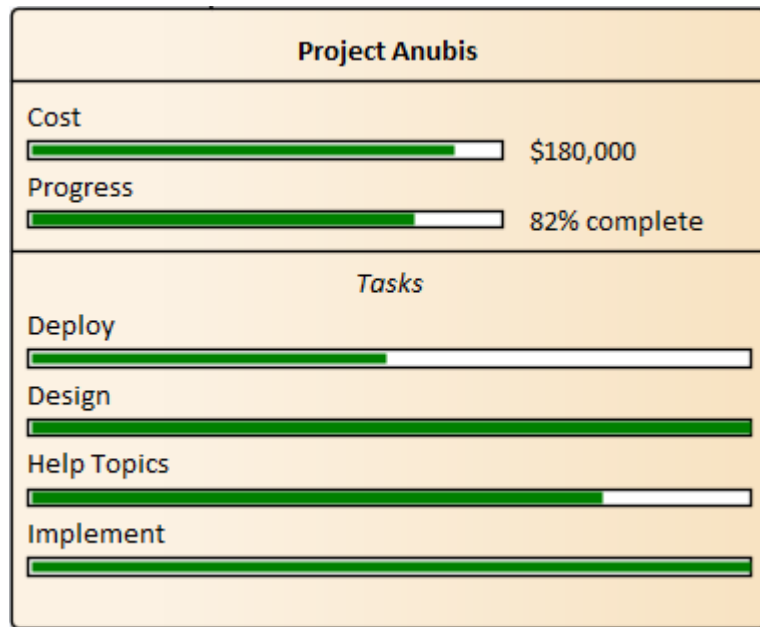 Project Anubis
Cost
$180,000
Progress
82% complete
Tasks
Deploy
Design
Help Topics
Implement